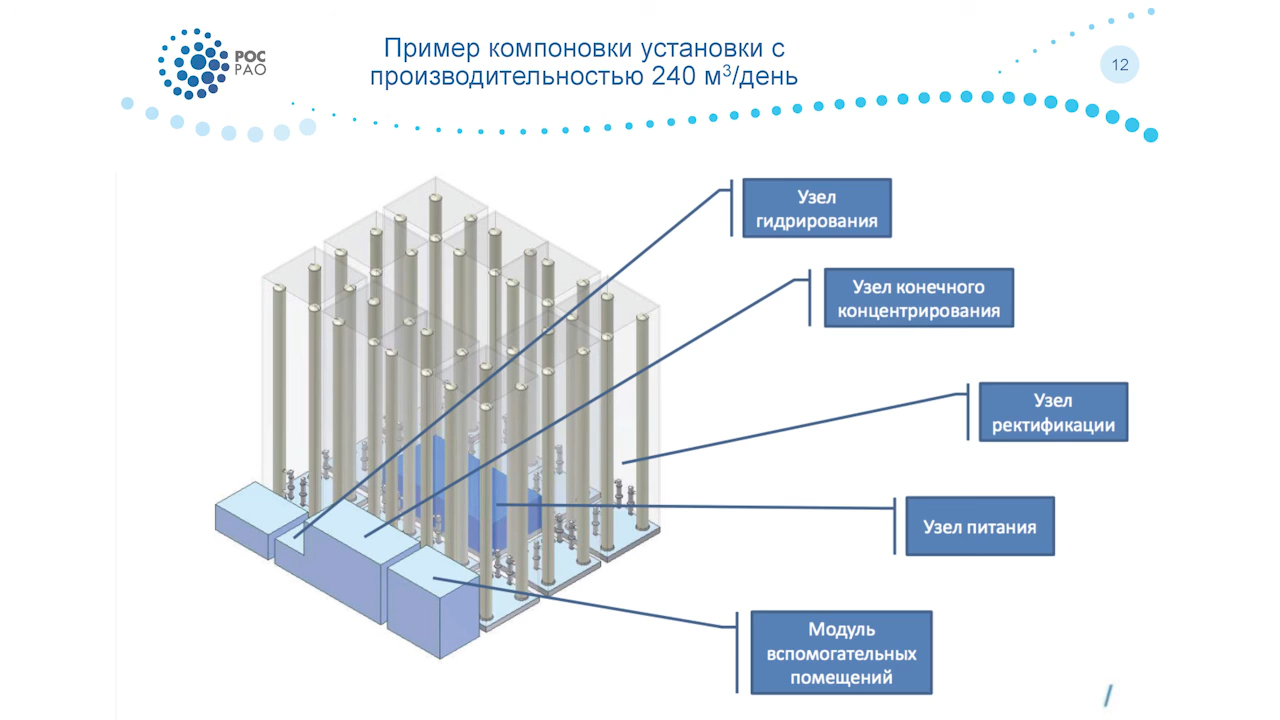 РОС
РАО
Пример компоновки установки с
производительностью 240 м³/день
12
Узел
гидрирования
Узел конечного
концентрирования
Узел
ректификации
Узел питания
Модуль
вспомогательных
помещений